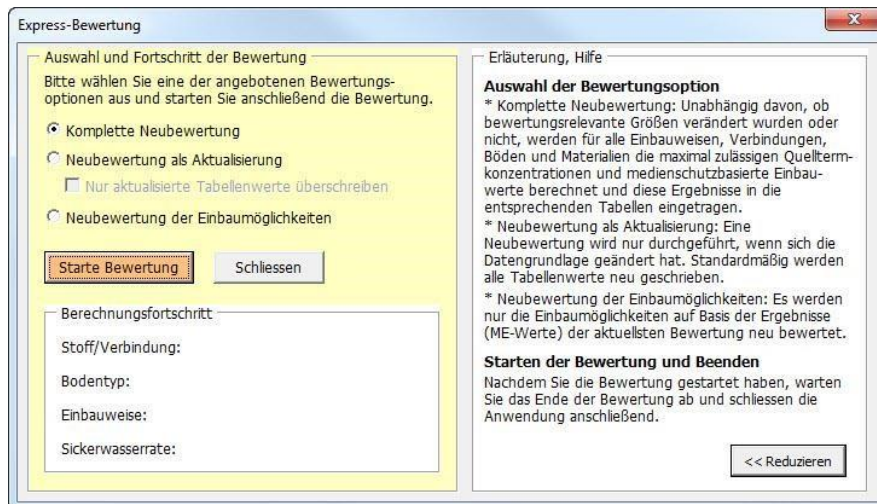 Express-Bewertung
Auswahl und Fortschritt der Bewertung
Bitte wählen Sie eine der angebotenen Bewertungs-
optionen aus und starten Sie anschließend die Bewertung.
Komplette Neubewertung
Neubewertung als Aktualisierung
Nur aktualisierte Tabellenwerte überschreiben
Neubewertung der Einbaumöglichkeiten
Starte Bewertung
Schliessen
Berechnungsfortschritt
Stoff/Verbindung:
Bodentyp:
Einbauweise:
Sickerwasserrate:
Erläuterung, Hilfe
Auswahl der Bewertungsoption
* Komplette Neubewertung: Unabhängig davon, ob
bewertungsrelevante Größen verändert wurden oder
nicht, werden für alle Einbauweisen, Verbindungen,
Böden und Materialien die maximal zulässigen Quellterm-
konzentrationen und medienschutzbasierte Einbau-
werte berechnet und diese Ergebnisse in die
entsprechenden Tabellen eingetragen.
* Neubewertung als Aktualisierung: Eine
Neubewertung wird nur durchgeführt, wenn sich die
Datengrundlage geändert hat. Standardmäßig werden
alle Tabellenwerte neu geschrieben.
* Neubewertung der Einbaumöglichkeiten: Es werden
nur die Einbaumöglichkeiten auf Basis der Ergebnisse
(ME-Werte) der aktuellsten Bewertung neu bewertet.
Starten der Bewertung und Beenden
Nachdem Sie die Bewertung gestartet haben, warten
Sie das Ende der Bewertung ab und schliessen die
Anwendung anschließend.
<< Reduzieren